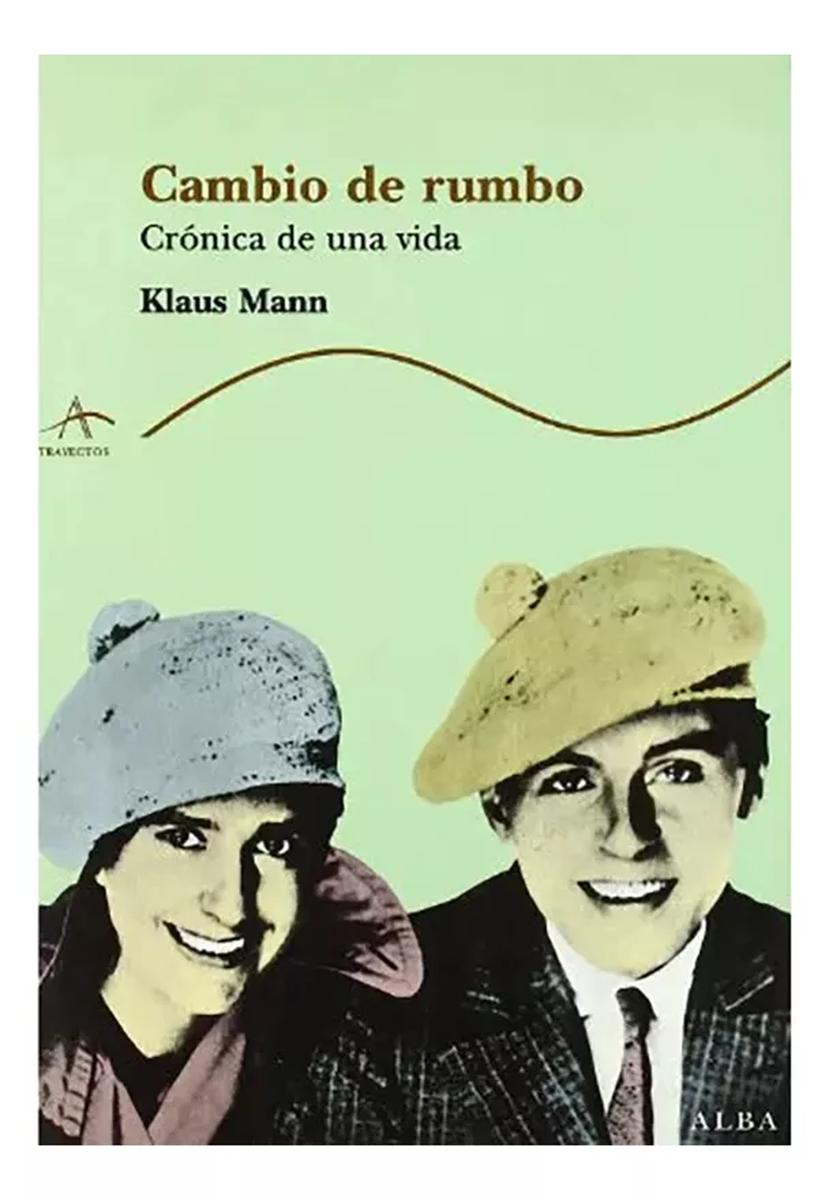 Cambio de rumbo
Crónica de una vida
Klaus Mann
TRAYECTOS
ALBA